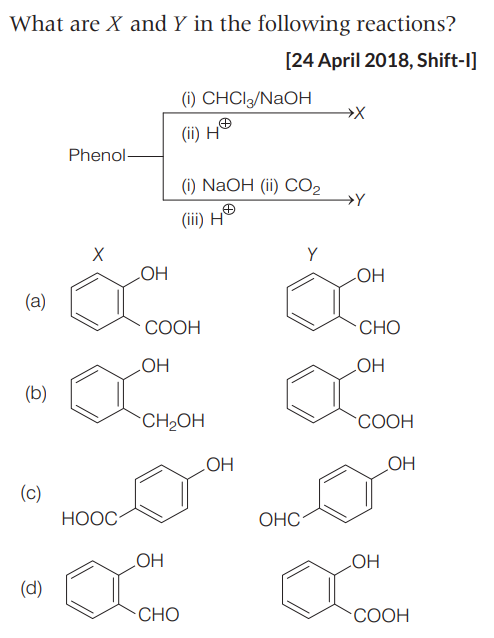 What are X and Y in the following reactions?
[24 April 2018, Shift-I]
(i) CHCl₃/NaOH
X
(ii) H⊕
Phenol
(i) NaOH (ii) CO₂
Y
(iii) H⊕
X Y
(a) OH COOH OH CHO
(b) OH CH₂OH OH COOH
(c) OH HOOC OH OHC
(d) OH CHO OH COOH